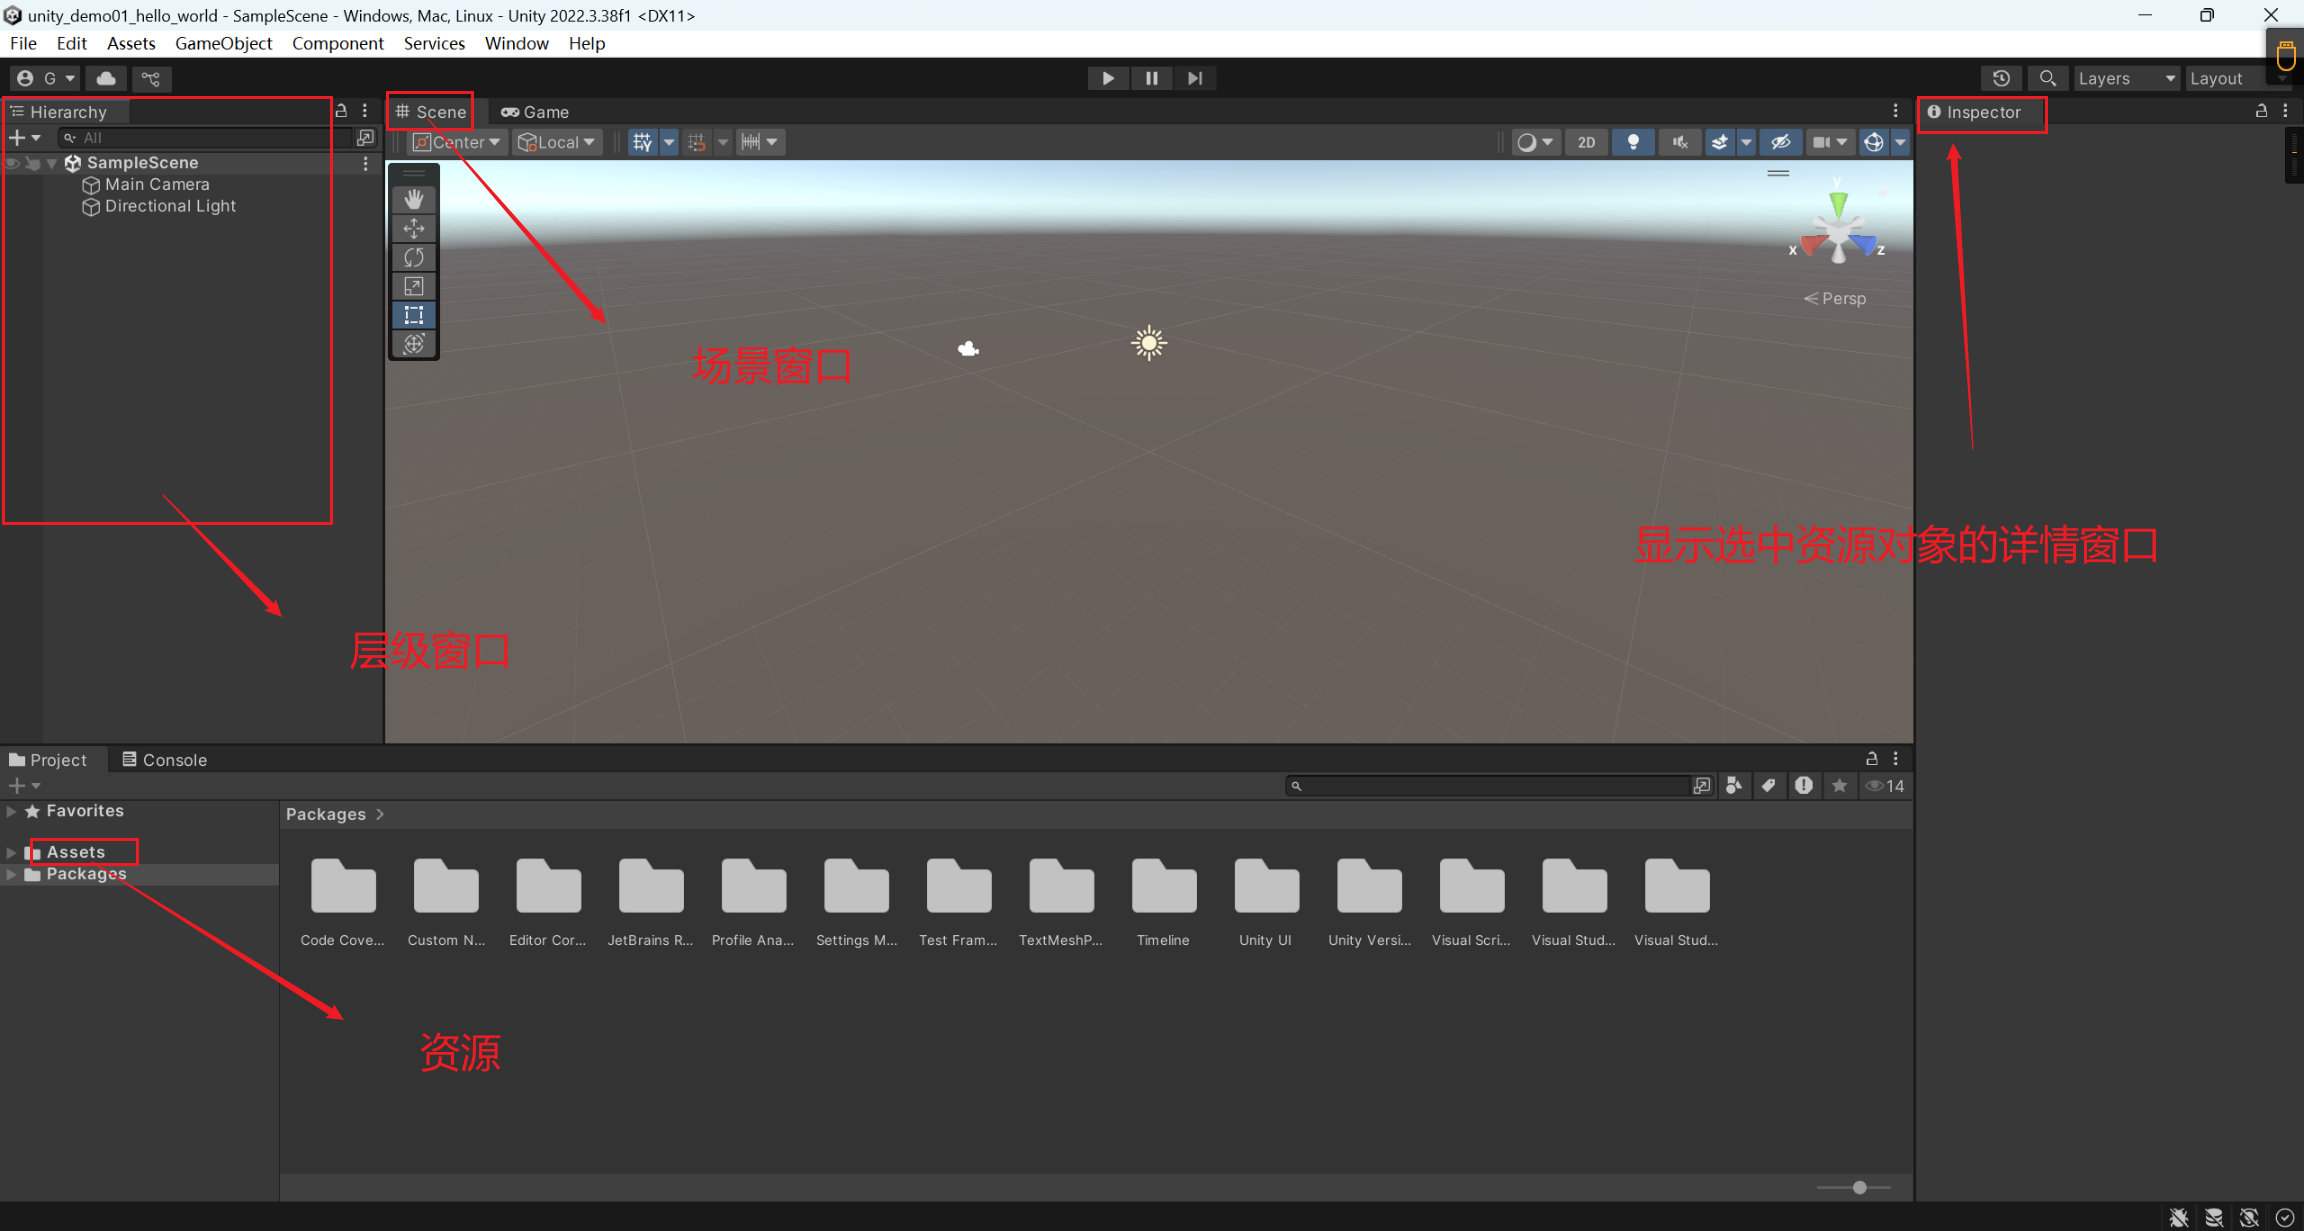 unity_demo01_hello_world - SampleScene - Windows, Mac, Linux - Unity 2022.3.38f1 <DX11>
File Edit Assets GameObject Component Services Window Help
G
Layers
Layout
Hierarchy
All
SampleScene
Main Camera
Directional Light
Scene
Game
Center
Local
2D
y
x
z
Persp
Inspector
场景窗口
显示选中资源对象的详情窗口
层级窗口
Project
Console
14
Favorites
Assets
Packages
Packages >
Code Cove...
Custom N...
Editor Cor...
JetBrains R...
Profile Ana...
Settings M...
Test Fram...
TextMeshP...
Timeline
Unity UI
Unity Versi...
Visual Scri...
Visual Stud...
Visual Stud...
资源